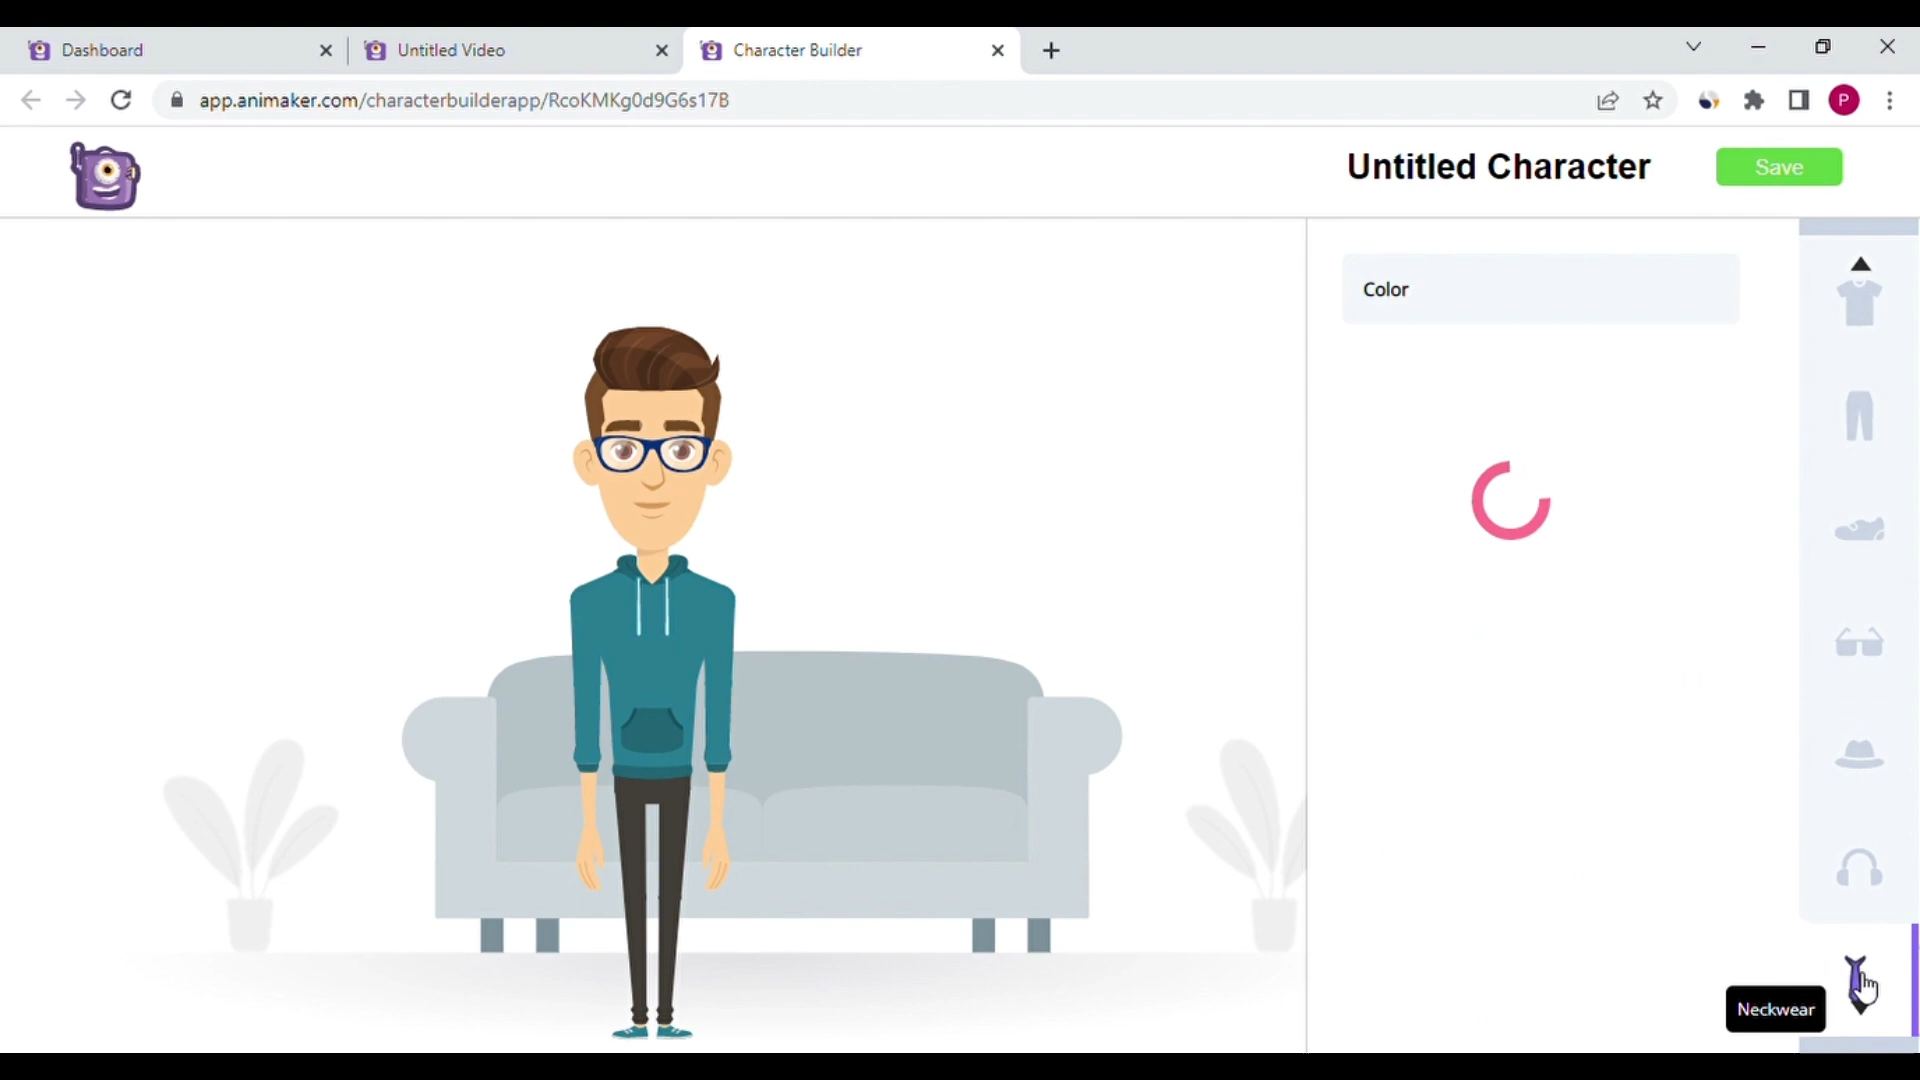 Dashboard
Untitled Video
Character Builder
app.animaker.com/characterbuilderapp/RcoKMKg0d9G6s17B
P
Untitled Character
Save
Color
Neckwear